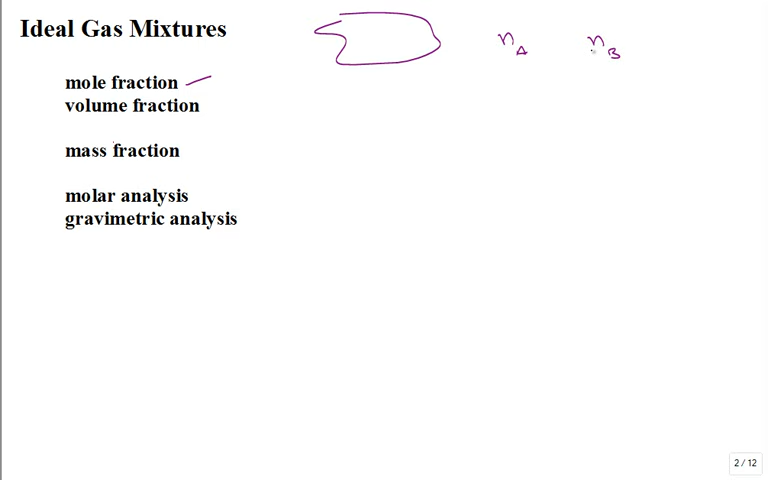 Ideal Gas Mixtures
n_A n_B
mole fraction
volume fraction
mass fraction
molar analysis
gravimetric analysis
2 / 12